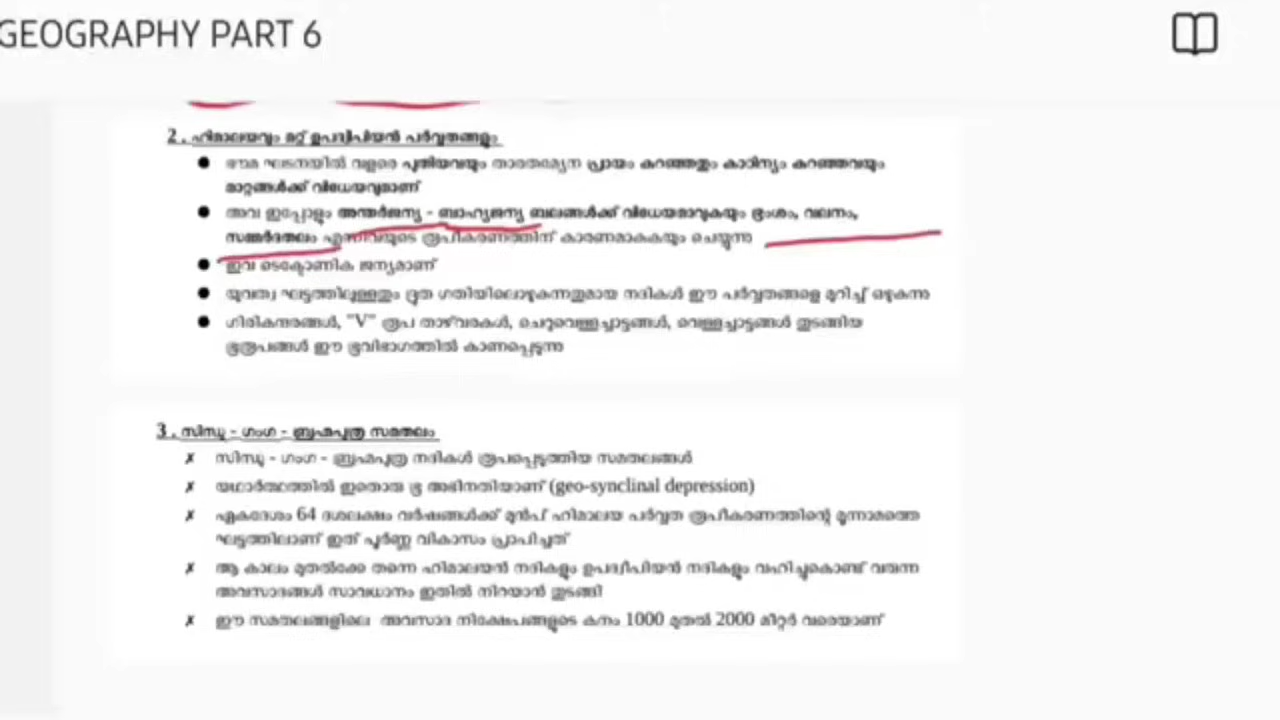 GEOGRAPHY PART 6
2 . ഹിമാലയവും മറ്റ് ഉപദ്വീപിയൻ പർവ്വതങ്ങളും
● ഭൗമ ഘടനയിൽ വളരെ പുതിയവയും താരതമ്യേന പ്രായം കുറഞ്ഞതും കാഠിന്യം കുറഞ്ഞവയും
മാറ്റങ്ങൾക്ക് വിധേയവുമാണ്
● അവ ഇപ്പോളും അന്തർജന്യ - ബാഹ്യജന്യ ബലങ്ങൾക്ക് വിധേയമാവുകയും ഭ്രംശം, വലനം,
സമ്മർദതലം എന്നിവയുടെ രൂപീകരണത്തിന് കാരണമാകുകയും ചെയ്യുന്നു
● ഇവ ടെക്ടോണിക ജന്യമാണ്
● യുവത്വ ഘട്ടത്തിലുള്ളതും ദ്രുത ഗതിയിലൊഴുകുന്നതുമായ നദികൾ ഈ പർവ്വതങ്ങളെ മുറിച്ച് ഒഴുകുന്നു
● ഗിരികന്ദരങ്ങൾ, "V" രൂപ താഴ്‌വരകൾ, ചെറുവെള്ളച്ചാട്ടങ്ങൾ, വെള്ളച്ചാട്ടങ്ങൾ തുടങ്ങിയ
ഭൂരൂപങ്ങൾ ഈ ഭൂവിഭാഗത്തിൽ കാണപ്പെടുന്നു
3 . സിന്ധു - ഗംഗ - ബ്രഹ്മപുത്ര സമതലം
✗ സിന്ധു - ഗംഗ - ബ്രഹ്മപുത്ര നദികൾ രൂപപ്പെടുത്തിയ സമതലങ്ങൾ
✗ യഥാർത്ഥത്തിൽ ഇതൊരു ഭൂ അഭിനതിയാണ് (geo-synclinal depression)
✗ ഏകദേശം 64 ദശലക്ഷം വർഷങ്ങൾക്ക് മുൻപ് ഹിമാലയ പർവ്വത രൂപീകരണത്തിന്റെ മൂന്നാമത്തെ
ഘട്ടത്തിലാണ് ഇത് പൂർണ്ണ വികാസം പ്രാപിച്ചത്
✗ ആ കാലം മുതൽക്കേ തന്നെ ഹിമാലയൻ നദികളും ഉപദ്വീപിയൻ നദികളും വഹിച്ചുകൊണ്ട് വരുന്ന
അവസാദങ്ങൾ സാവധാനം ഇതിൽ നിറയാൻ തുടങ്ങി
✗ ഈ സമതലങ്ങളിലെ അവസാദ നിക്ഷേപങ്ങളുടെ കനം 1000 മുതൽ 2000 മീറ്റർ വരെയാണ്